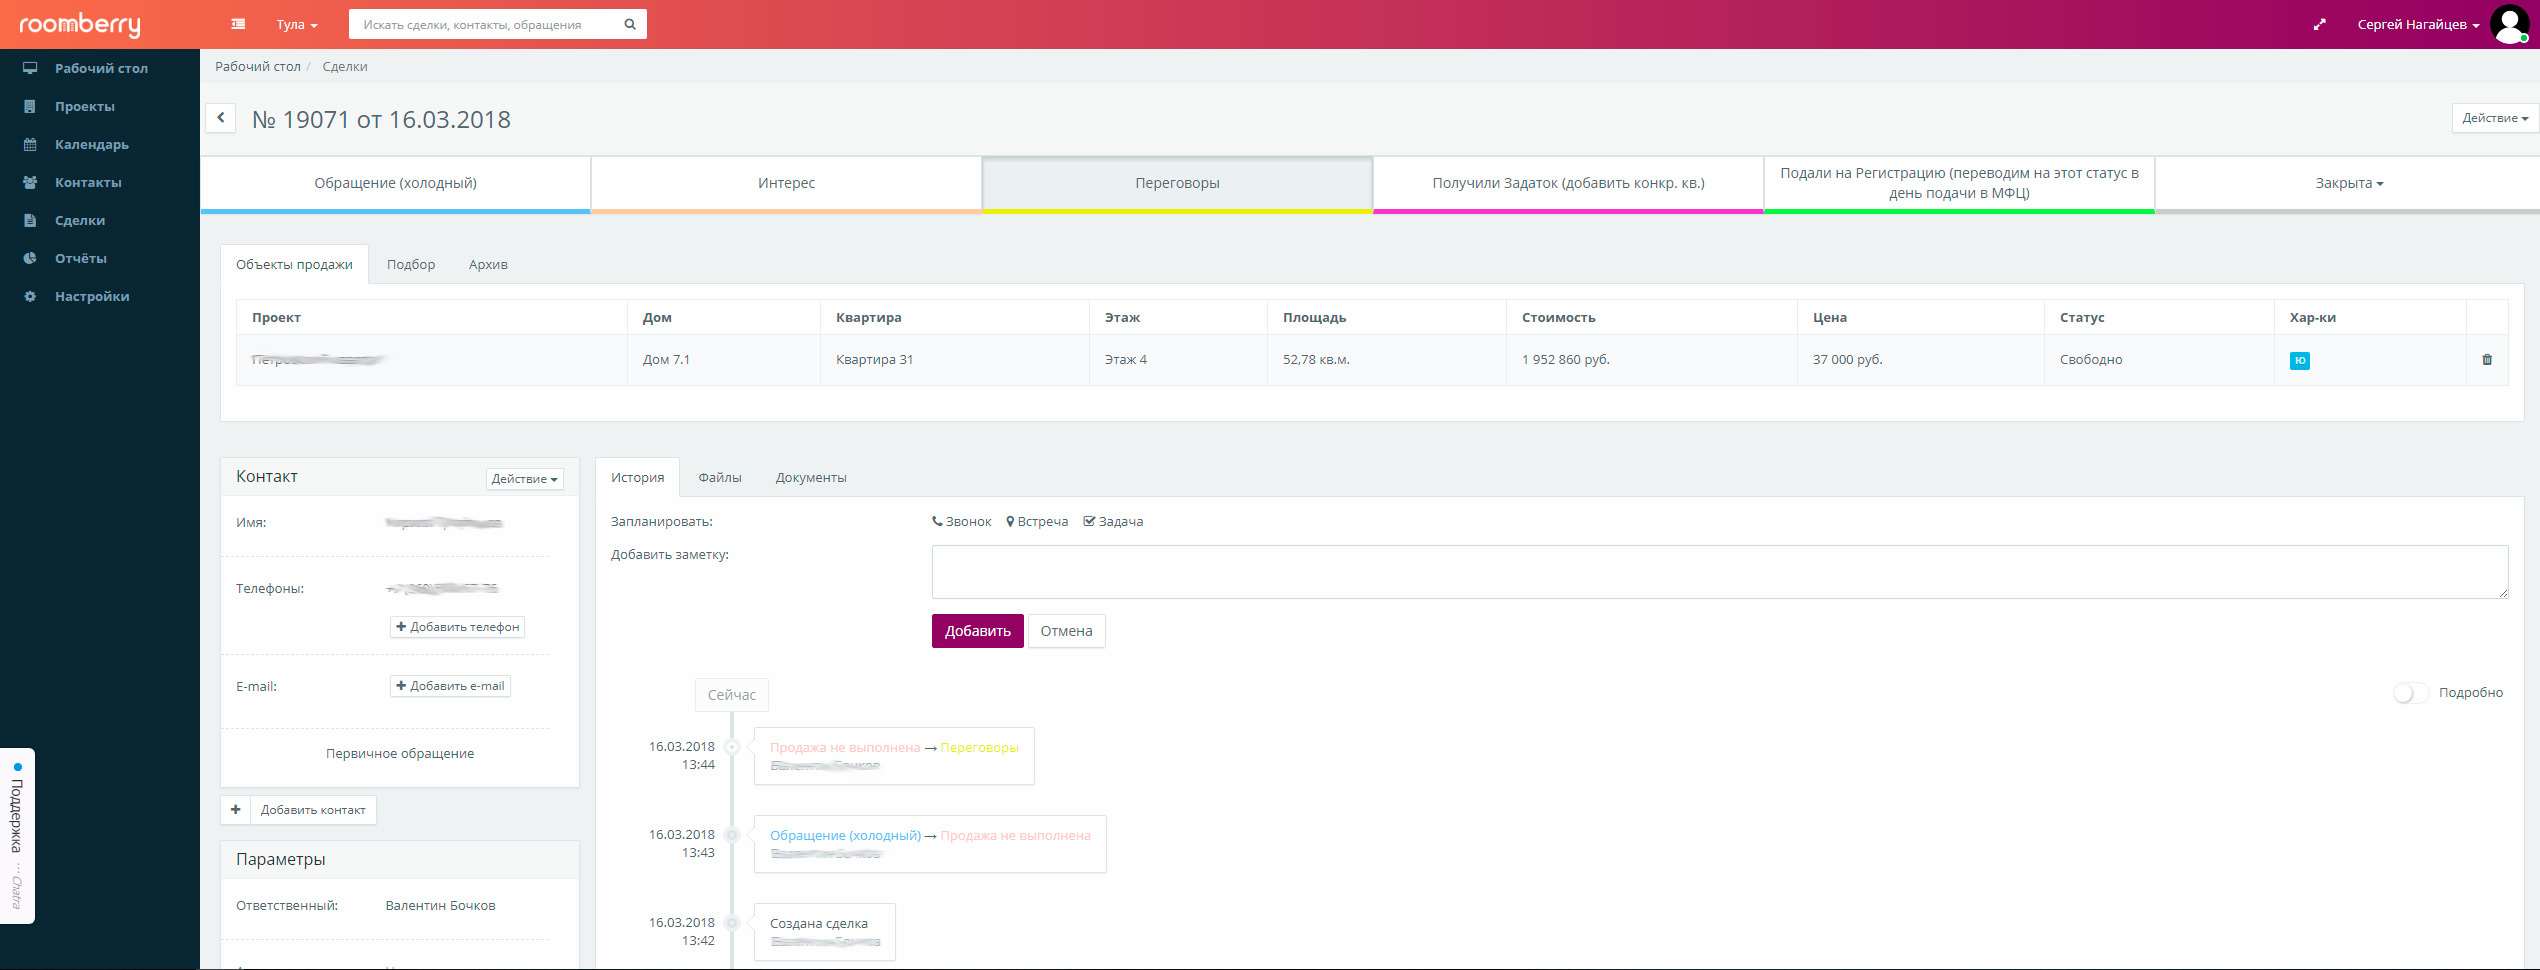 roomberry
Тула
Искать сделки, контакты, обращения
Сергей Нагайцев
Рабочий стол
Проекты
Календарь
Контакты
Сделки
Отчёты
Настройки
Рабочий стол / Сделки
№ 19071 от 16.03.2018
Действие
Обращение (холодный)
Интерес
Переговоры
Получили Задаток (добавить конкр. кв.)
Подали на Регистрацию (переводим на этот статус в
день подачи в МФЦ)
Закрыта
Объекты продажи Подбор Архив
Проект Дом Квартира Этаж Площадь Стоимость Цена Статус Хар-ки
Дом 7.1 Квартира 31 Этаж 4 52,78 кв.м. 1 952 860 руб. 37 000 руб. Свободно Ю
Контакт
Действие
Имя:
Телефоны:
Добавить телефон
E-mail:
Добавить e-mail
Первичное обращение
Добавить контакт
Параметры
Ответственный: Валентин Бочков
История Файлы Документы
Запланировать: Звонок Встреча Задача
Добавить заметку:
Добавить Отмена
Сейчас
Подробно
16.03.2018
13:44
Продажа не выполнена → Переговоры
16.03.2018
13:43
Обращение (холодный) → Продажа не выполнена
16.03.2018
13:42
Создана сделка
Поддержка ... Chatra